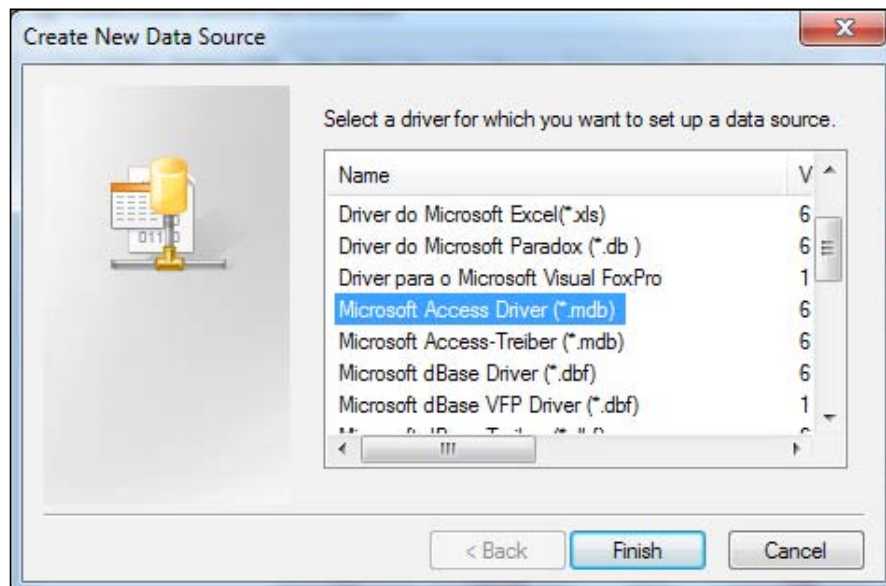 Create New Data Source
Select a driver for which you want to set up a data source.
Name V
Driver do Microsoft Excel(*.xls) 6
Driver do Microsoft Paradox (*.db ) 6
Driver para o Microsoft Visual FoxPro 1
Microsoft Access Driver (*.mdb) 6
Microsoft Access-Treiber (*.mdb) 6
Microsoft dBase Driver (*.dbf) 6
Microsoft dBase VFP Driver (*.dbf) 1
< Back Finish Cancel